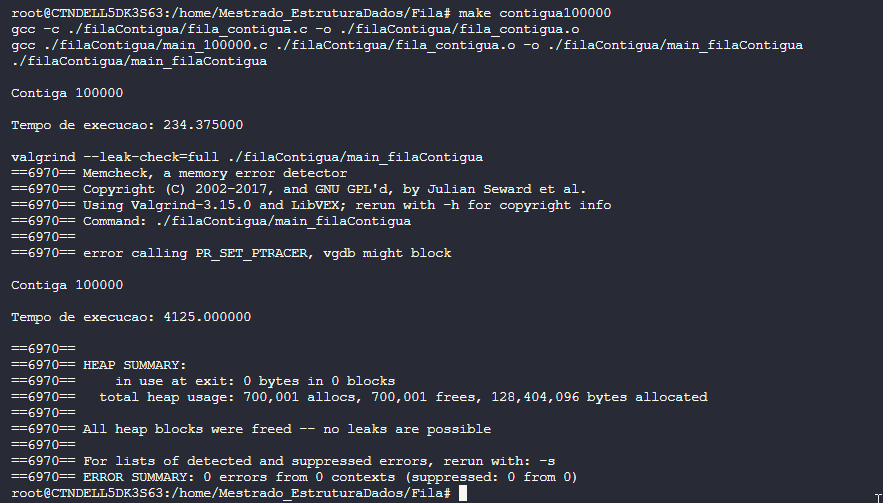 root@CTNDELL5DK3S63:/home/Mestrado_EstruturaDados/Fila# make contigua100000
gcc -c ./filaContigua/fila_contigua.c -o ./filaContigua/fila_contigua.o
gcc ./filaContigua/main_100000.c ./filaContigua/fila_contigua.o -o ./filaContigua/main_filaContigua
./filaContigua/main_filaContigua
Contiga 100000
Tempo de execucao: 234.375000
valgrind --leak-check=full ./filaContigua/main_filaContigua
==6970== Memcheck, a memory error detector
==6970== Copyright (C) 2002-2017, and GNU GPL'd, by Julian Seward et al.
==6970== Using Valgrind-3.15.0 and LibVEX; rerun with -h for copyright info
==6970== Command: ./filaContigua/main_filaContigua
==6970==
==6970== error calling PR_SET_PTRACER, vgdb might block
Contiga 100000
Tempo de execucao: 4125.000000
==6970==
==6970== HEAP SUMMARY:
==6970==     in use at exit: 0 bytes in 0 blocks
==6970==   total heap usage: 700,001 allocs, 700,001 frees, 128,404,096 bytes allocated
==6970==
==6970== All heap blocks were freed -- no leaks are possible
==6970==
==6970== For lists of detected and suppressed errors, rerun with: -s
==6970== ERROR SUMMARY: 0 errors from 0 contexts (suppressed: 0 from 0)
root@CTNDELL5DK3S63:/home/Mestrado_EstruturaDados/Fila#